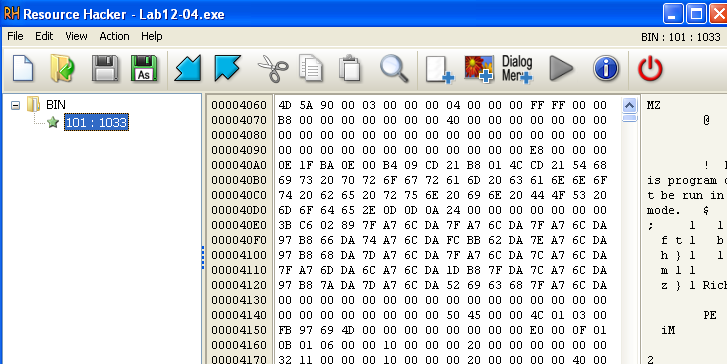 Resource Hacker - Lab12-04.exe
File Edit View Action Help BIN : 101 : 1033
As Dialog Menu
BIN
101 : 1033
00004060 4D 5A 90 00 03 00 00 00 04 00 00 00 FF FF 00 00 MZ
00004070 B8 00 00 00 00 00 00 00 40 00 00 00 00 00 00 00 @
00004080 00 00 00 00 00 00 00 00 00 00 00 00 00 00 00 00
00004090 00 00 00 00 00 00 00 00 00 00 00 00 E8 00 00 00
000040A0 0E 1F BA 0E 00 B4 09 CD 21 B8 01 4C CD 21 54 68 !
000040B0 69 73 20 70 72 6F 67 72 61 6D 20 63 61 6E 6E 6F is program
000040C0 74 20 62 65 20 72 75 6E 20 69 6E 20 44 4F 53 20 t be run in
000040D0 6D 6F 64 65 2E 0D 0D 0A 24 00 00 00 00 00 00 00 mode. $
000040E0 3B C6 02 89 7F A7 6C DA 7F A7 6C DA 7F A7 6C DA ; l l
000040F0 97 B8 66 DA 74 A7 6C DA FC BB 62 DA 7E A7 6C DA f t l b
00004100 97 B8 68 DA 7D A7 6C DA 7F A7 6C DA 7C A7 6C DA h } l l
00004110 7F A7 6D DA 6C A7 6C DA 1D B8 7F DA 7C A7 6C DA m l l
00004120 97 B8 7A DA 7D A7 6C DA 52 69 63 68 7F A7 6C DA z } l Rich
00004130 00 00 00 00 00 00 00 00 00 00 00 00 00 00 00 00
00004140 00 00 00 00 00 00 00 00 50 45 00 00 4C 01 03 00 PE
00004150 FB 97 69 4D 00 00 00 00 00 00 00 00 E0 00 0F 01 iM
00004160 0B 01 06 00 00 10 00 00 00 20 00 00 00 00 00 00
00004170 32 11 00 00 00 10 00 00 00 20 00 00 00 00 40 00 2